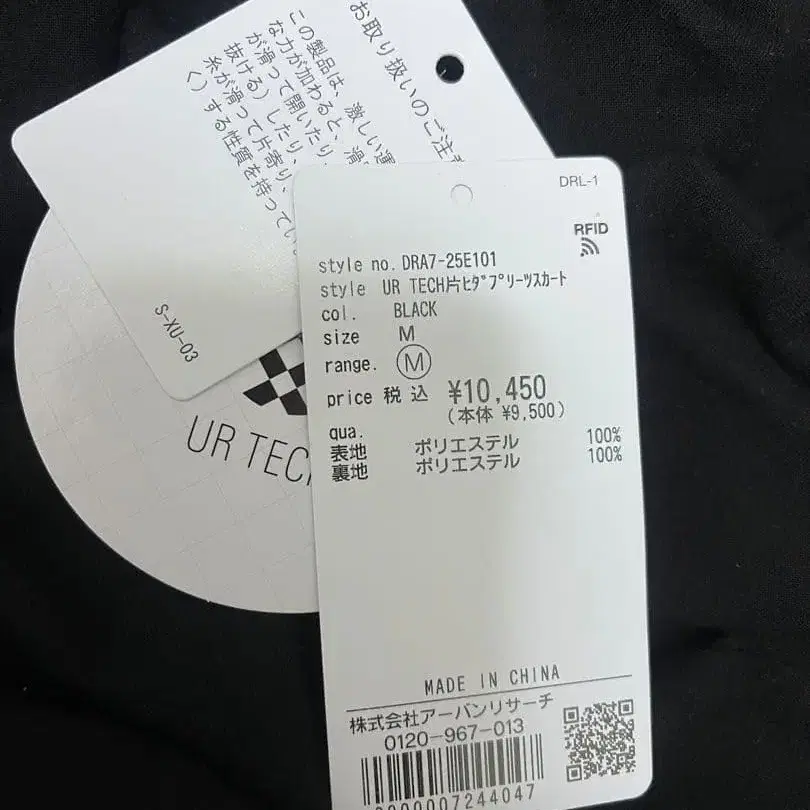 お取り扱いのご注
この製品は、激しい運
な力が加わると、滑
が滑って開いたり、
抜ける)したり、
糸が滑って片寄り、
く)する性質を持ってい
S-XU-03
UR TECH
DRL-1
RFID
style no. DRA7-25E101
style UR TECH片ﾋﾀﾞﾌﾟﾘｰﾂｽｶｰﾄ
col. BLACK
size M
range. Ⓜ
price 税込 ¥10,450
(本体 ¥9,500)
qua.
表地 ポリエステル 100%
裏地 ポリエステル 100%
MADE IN CHINA
株式会社アーバンリサーチ
0120-967-013
0000007244047